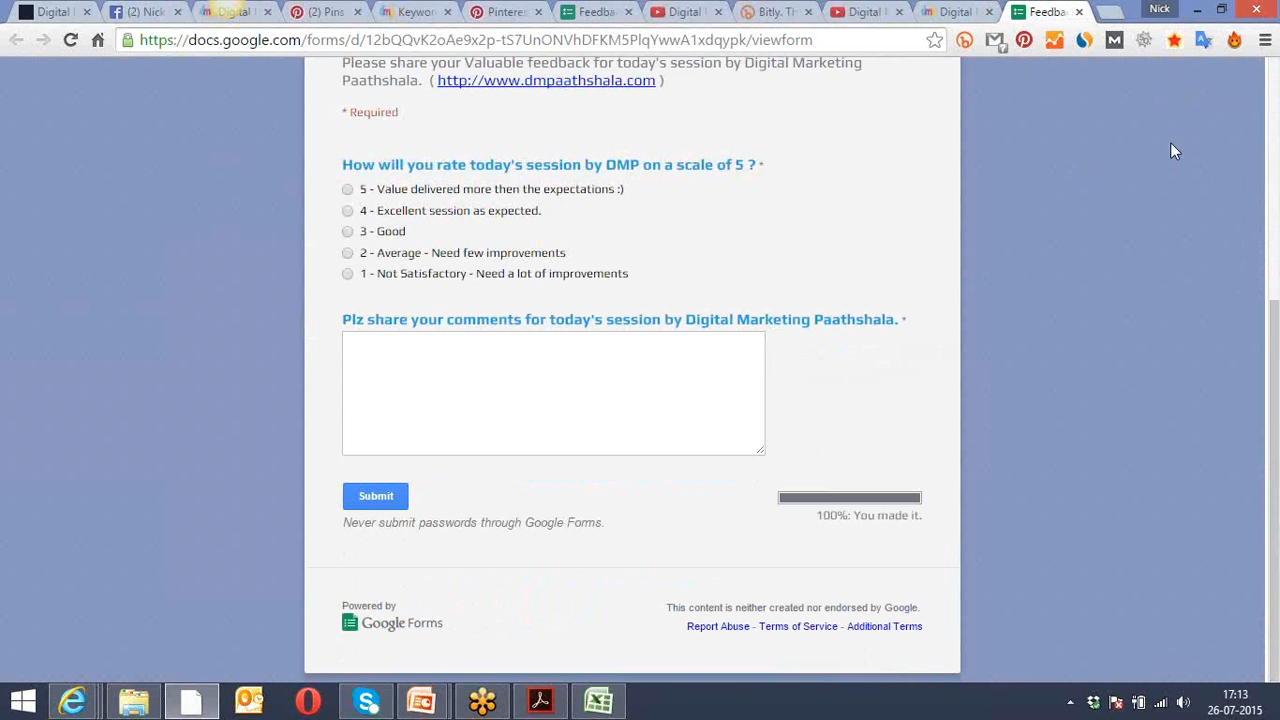 Digital
(2) Nick
Digital I
(2) Pins
Keywor
Pinteres
Feedba
Digital
Bitly. Th
Digital I
Digital I
Feedba
Nick
https://docs.google.com/forms/d/12bQOvK2oAe9x2p-tS7UnONVhDFKM5PlqYwwA1xdqypk/viewform
Please share your Valuable feedback for today's session by Digital Marketing
Paathshala. ( http://www.dmpaathshala.com )
* Required
How will you rate today's session by DMP on a scale of 5 ? *
5 - Value delivered more then the expectations :)
4 - Excellent session as expected.
3 - Good
2 - Average - Need few improvements
1 - Not Satisfactory - Need a lot of improvements
Plz share your comments for today's session by Digital Marketing Paathshala. *
Submit
Never submit passwords through Google Forms.
100%: You made it.
Powered by
Google Forms
This content is neither created nor endorsed by Google.
Report Abuse - Terms of Service - Additional Terms
17:13
26-07-2015